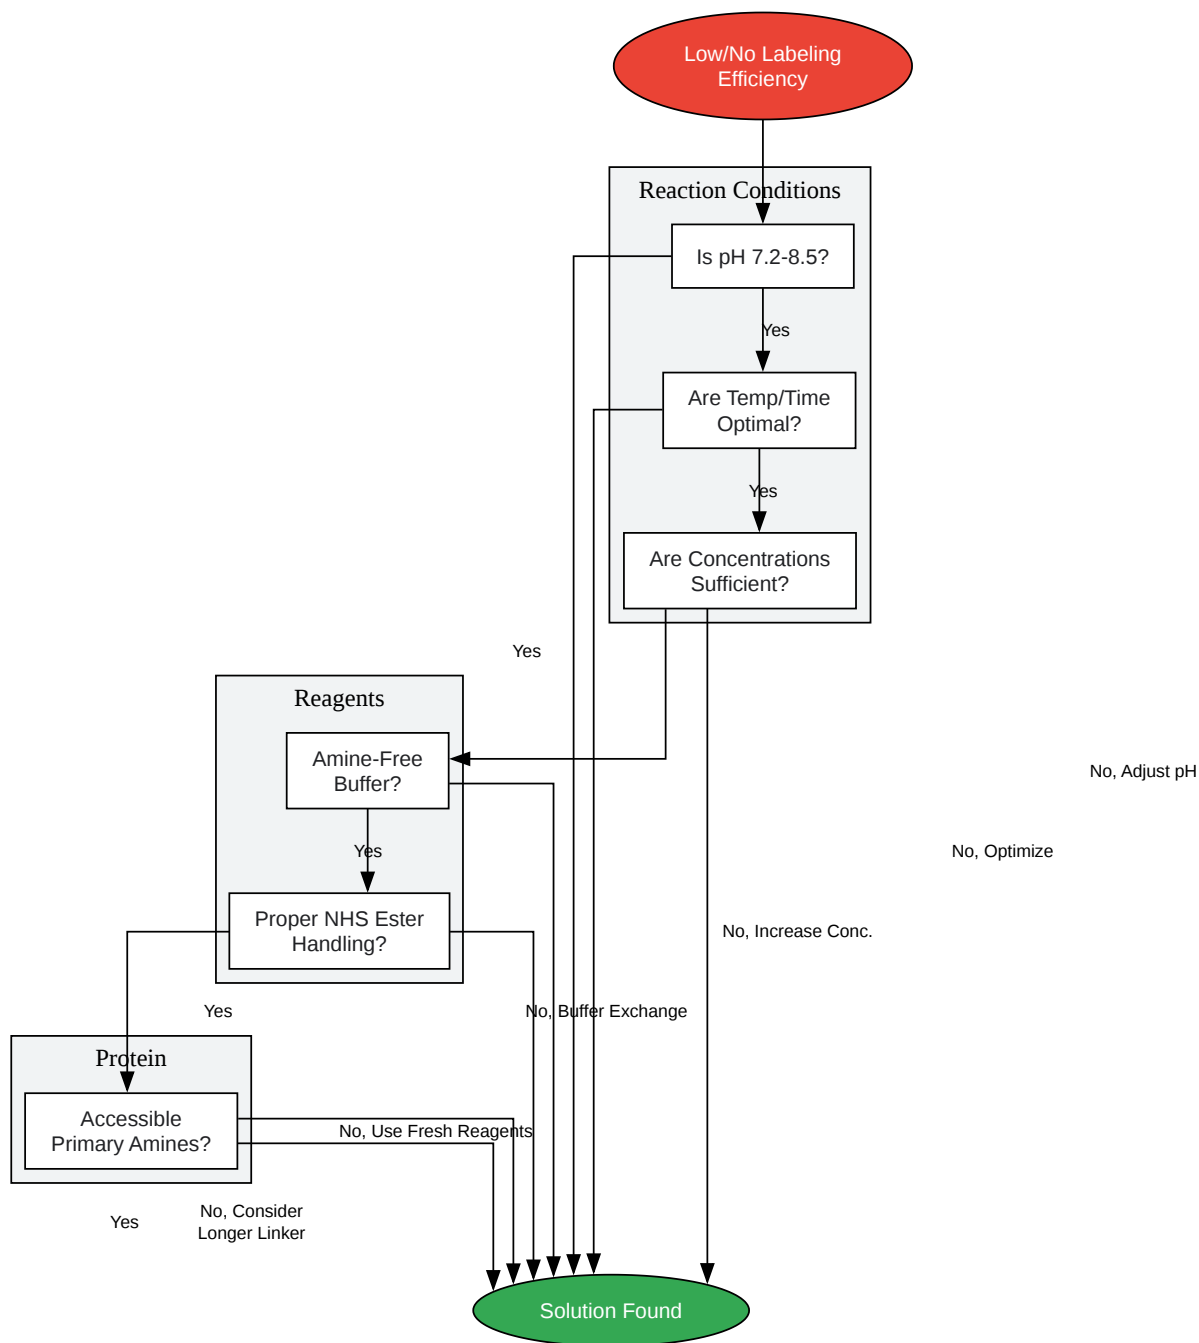 Low/No Labeling
Efficiency
Reaction Conditions
Is pH 7.2-8.5?
Yes
Are Temp/Time
Optimal?
Yes
Are Concentrations
Sufficient?
Yes
Reagents
Amine-Free
Buffer?
No, Adjust pH
Yes
No, Optimize
Proper NHS Ester
Handling?
No, Increase Conc.
Yes
No, Buffer Exchange
Protein
Accessible
Primary Amines?
No, Use Fresh Reagents
Yes
No, Consider
Longer Linker
Solution Found